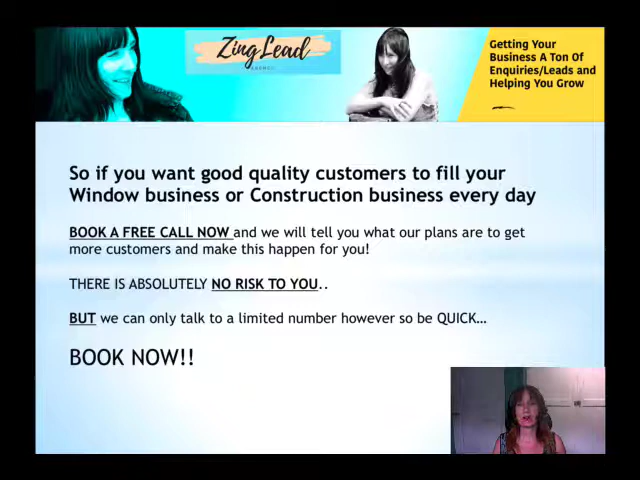 Zing Lead
Getting Your
Business A Ton Of
Enquiries/Leads and
Helping You Grow
So if you want good quality customers to fill your
Window business or Construction business every day
BOOK A FREE CALL NOW and we will tell you what our plans are to get
more customers and make this happen for you!
THERE IS ABSOLUTELY NO RISK TO YOU..
BUT we can only talk to a limited number however so be QUICK...
BOOK NOW!!